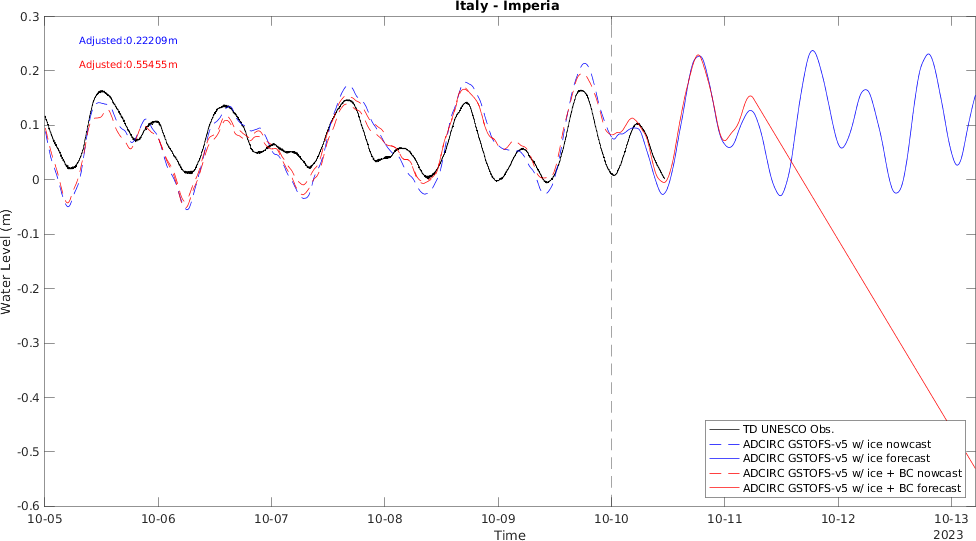 Italy - Imperia
Adjusted:0.22209m
Adjusted:0.55455m
Water Level (m)
0.3
0.2
0.1
0
-0.1
-0.2
-0.3
-0.4
-0.5
-0.6
TD UNESCO Obs.
ADCIRC GSTOFS-v5 w/ ice nowcast
ADCIRC GSTOFS-v5 w/ ice forecast
ADCIRC GSTOFS-v5 w/ ice + BC nowcast
ADCIRC GSTOFS-v5 w/ ice + BC forecast
10-05 10-06 10-07 10-08 10-09 10-10 10-11 10-12 10-13
Time
2023